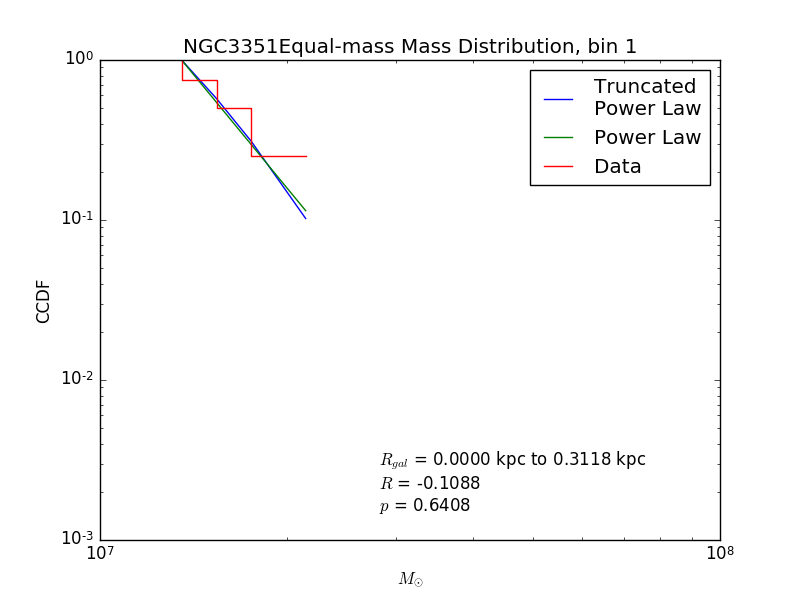 NGC3351Equal-mass Mass Distribution, bin 1
10⁰
Truncated
Power Law
Power Law
Data
10⁻¹
CCDF
10⁻²
R_gal = 0.0000 kpc to 0.3118 kpc
R = -0.1088
p = 0.6408
10⁻³
10⁷ 10⁸
M_⊙